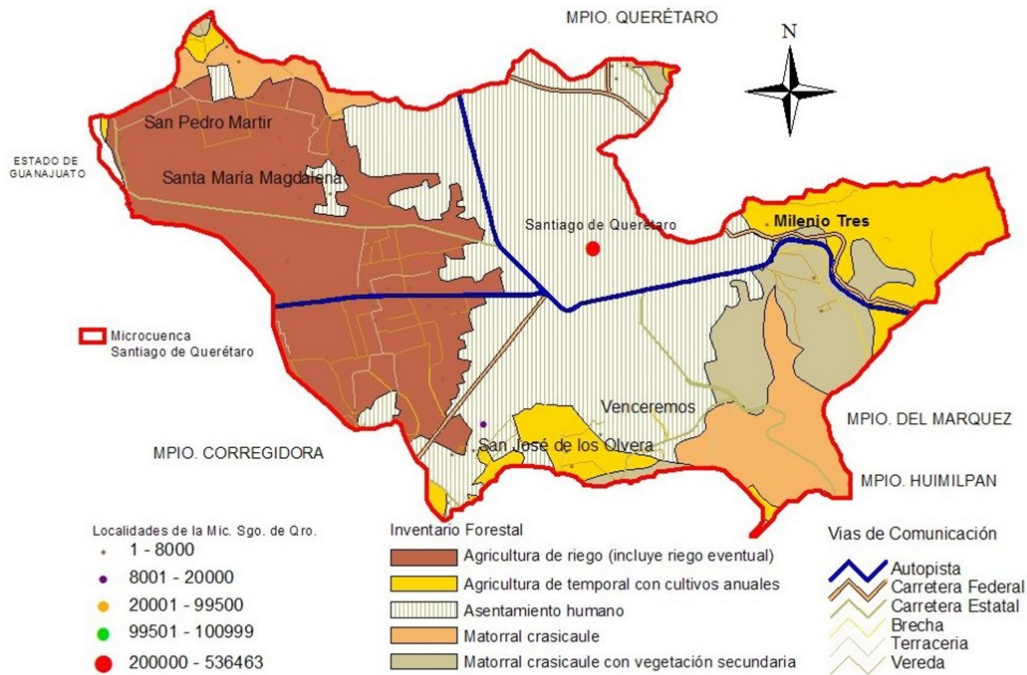 MPIO. QUERÉTARO
N
San Pedro Martir
ESTADO DE
GUANAJUATO
Santa María Magdalena
Santiago de Querétaro
Milenio Tres
Microcuenca
Santiago de Querétaro
Venceremos
MPIO. DEL MARQUEZ
MPIO. CORREGIDORA
San José de los Olvera
MPIO. HUIMILPAN
Localidades de la Mic. Sgo. de Qro.
1 - 8000
8001 - 20000
20001 - 99500
99501 - 100999
200000 - 536463
Inventario Forestal
Agricultura de riego (incluye riego eventual)
Agricultura de temporal con cultivos anuales
Asentamiento humano
Matorral crasicaule
Matorral crasicaule con vegetación secundaria
Vias de Comunicación
Autopista
Carretera Federal
Carretera Estatal
Brecha
Terraceria
Vereda